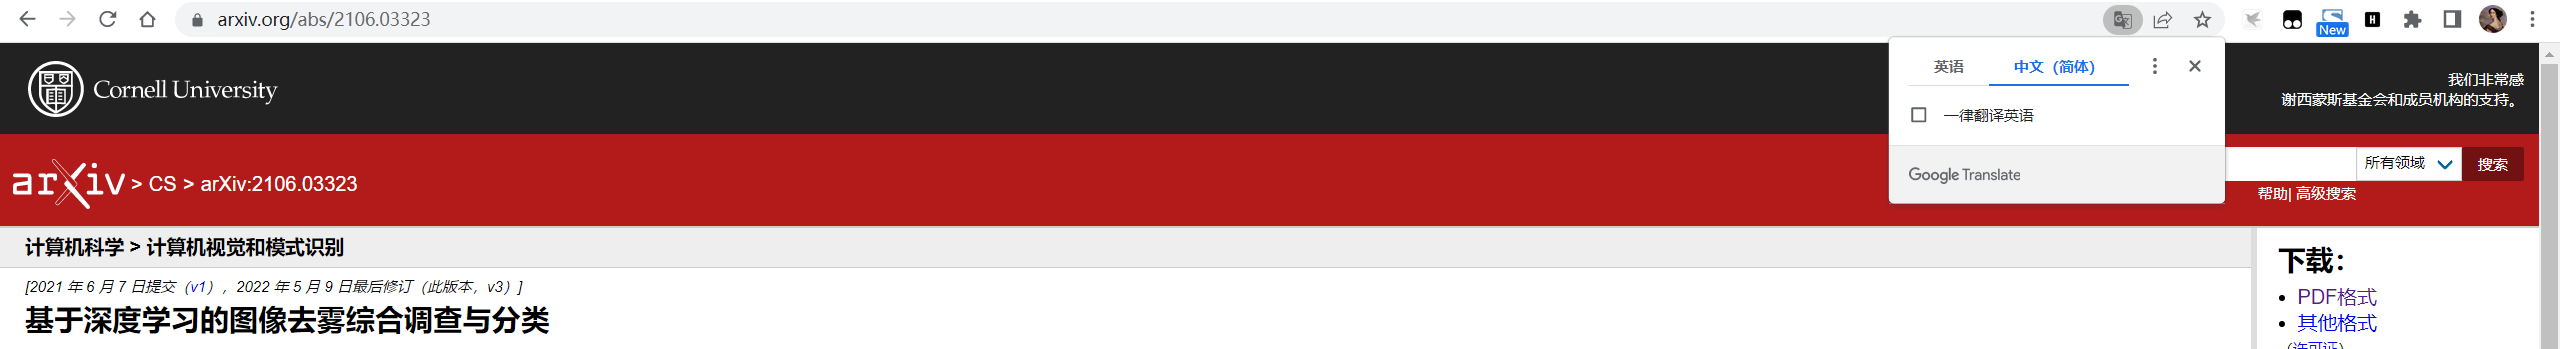 arxiv.org/abs/2106.03323
New
H
英语
中文（简体）
一律翻译英语
Google Translate
Cornell University
我们非常感
谢西蒙斯基金会和成员机构的支持。
arXiv > CS > arXiv:2106.03323
所有领域
搜索
帮助| 高级搜索
计算机科学 > 计算机视觉和模式识别
[2021 年 6 月 7 日提交（v1），2022 年 5 月 9 日最后修订（此版本，v3）]
基于深度学习的图像去雾综合调查与分类
下载：
• PDF格式
• 其他格式
（许可证）